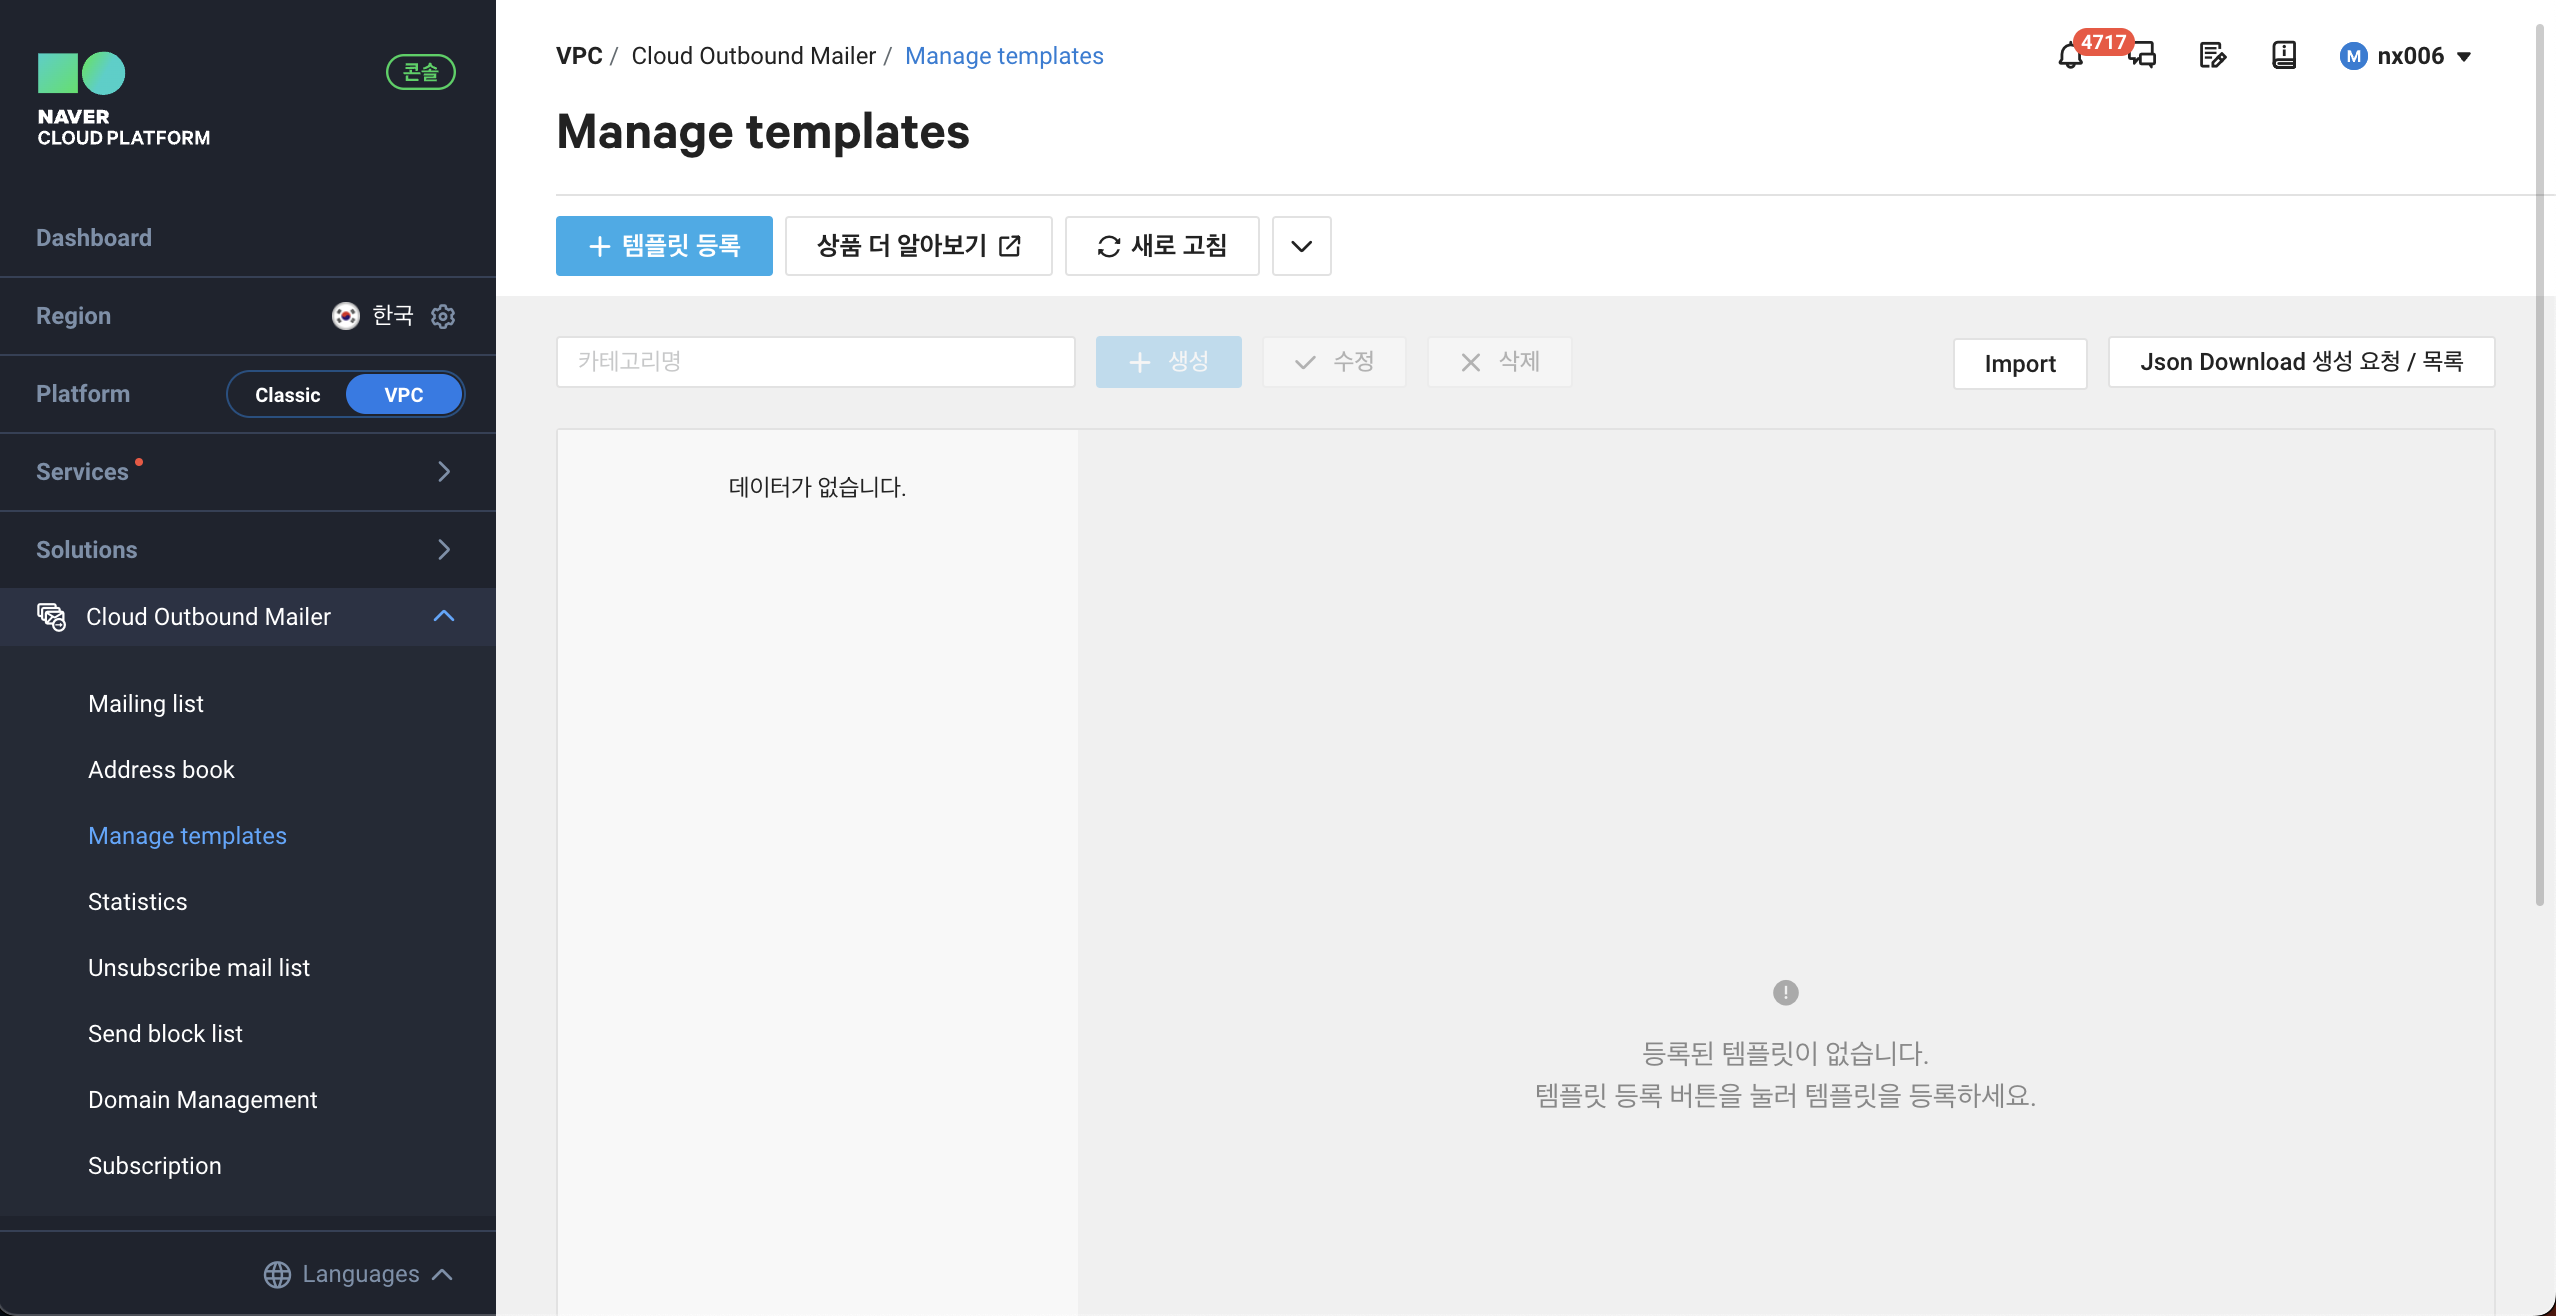 NAVER
CLOUD PLATFORM
콘솔
Dashboard
Region 한국
Platform Classic VPC
Services
Solutions
Cloud Outbound Mailer
Mailing list
Address book
Manage templates
Statistics
Unsubscribe mail list
Send block list
Domain Management
Subscription
Languages
VPC / Cloud Outbound Mailer / Manage templates
4717
M nx006
Manage templates
템플릿 등록 상품 더 알아보기 새로 고침
카테고리명 생성 수정 삭제 Import Json Download 생성 요청 / 목록
데이터가 없습니다.
등록된 템플릿이 없습니다.
템플릿 등록 버튼을 눌러 템플릿을 등록하세요.